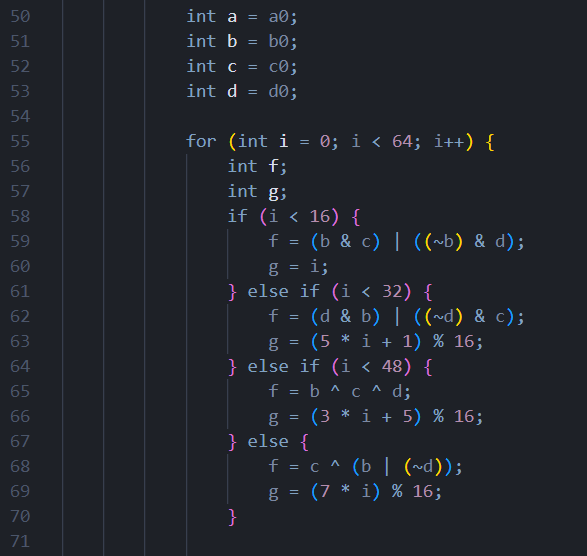 50 int a = a0;
51 int b = b0;
52 int c = c0;
53 int d = d0;
54
55 for (int i = 0; i < 64; i++) {
56 int f;
57 int g;
58 if (i < 16) {
59 f = (b & c) | ((~b) & d);
60 g = i;
61 } else if (i < 32) {
62 f = (d & b) | ((~d) & c);
63 g = (5 * i + 1) % 16;
64 } else if (i < 48) {
65 f = b ^ c ^ d;
66 g = (3 * i + 5) % 16;
67 } else {
68 f = c ^ (b | (~d));
69 g = (7 * i) % 16;
70 }
71